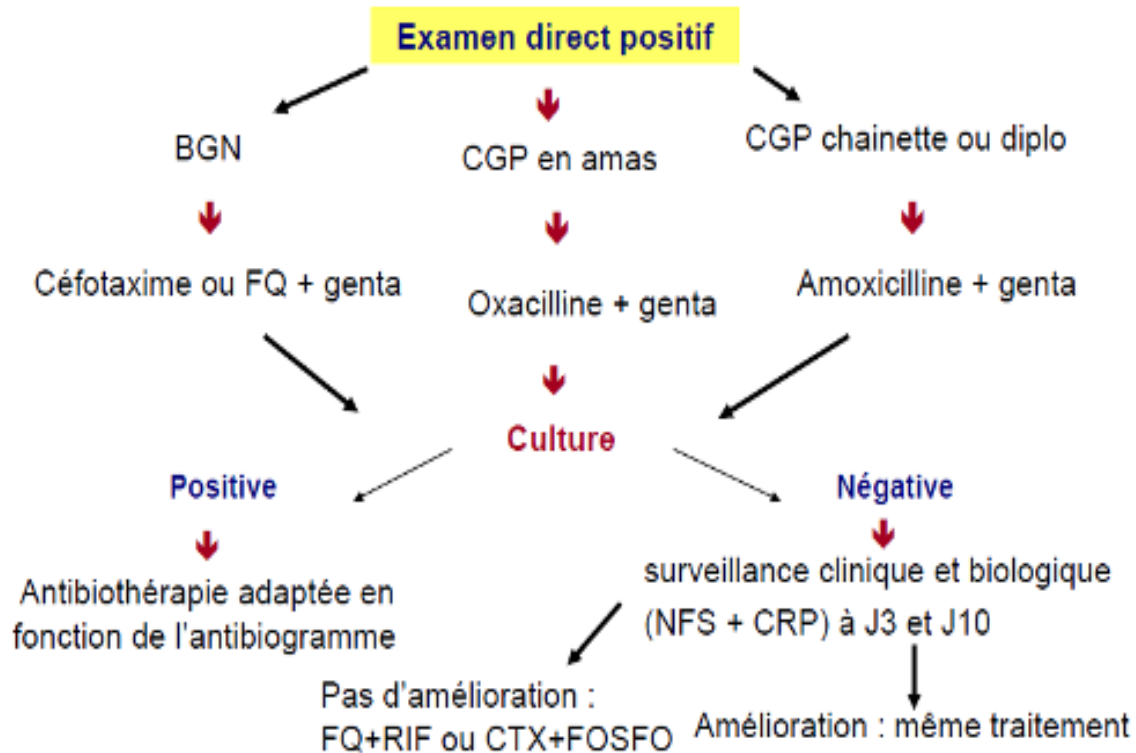 Examen direct positif
BGN
CGP en amas
CGP chainette ou diplo
Céfotaxime ou FQ + genta
Oxacilline + genta
Amoxicilline + genta
Culture
Positive
Négative
Antibiothérapie adaptée en
fonction de l'antibiogramme
surveillance clinique et biologique
(NFS + CRP) à J3 et J10
Pas d'amélioration :
FQ+RIF ou CTX+FOSFO
Amélioration : même traitement